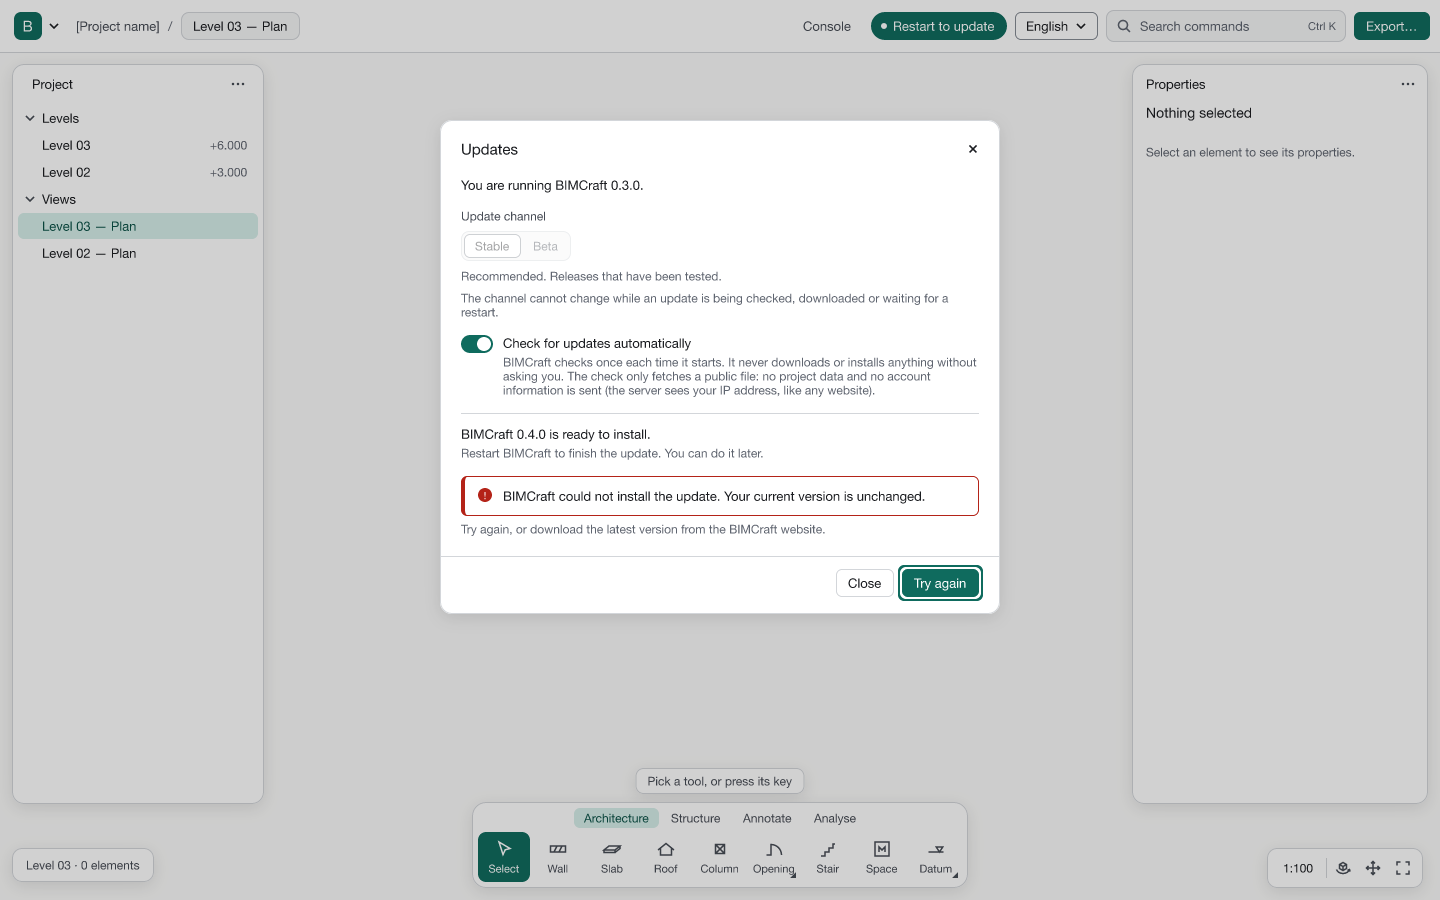 B
[Project name] / Level 03 — Plan
Console
Restart to update
English
Search commands Ctrl K
Export...
Project
Levels
Level 03 +6.000
Level 02 +3.000
Views
Level 03 — Plan
Level 02 — Plan
Updates
You are running BIMCraft 0.3.0.
Update channel
Stable Beta
Recommended. Releases that have been tested.
The channel cannot change while an update is being checked, downloaded or waiting for a
restart.
Check for updates automatically
BIMCraft checks once each time it starts. It never downloads or installs anything without
asking you. The check only fetches a public file: no project data and no account
information is sent (the server sees your IP address, like any website).
BIMCraft 0.4.0 is ready to install.
Restart BIMCraft to finish the update. You can do it later.
BIMCraft could not install the update. Your current version is unchanged.
Try again, or download the latest version from the BIMCraft website.
Close Try again
Properties
Nothing selected
Select an element to see its properties.
Pick a tool, or press its key
Architecture Structure Annotate Analyse
Select Wall Slab Roof Column Opening Stair Space Datum
Level 03 · 0 elements
1:100